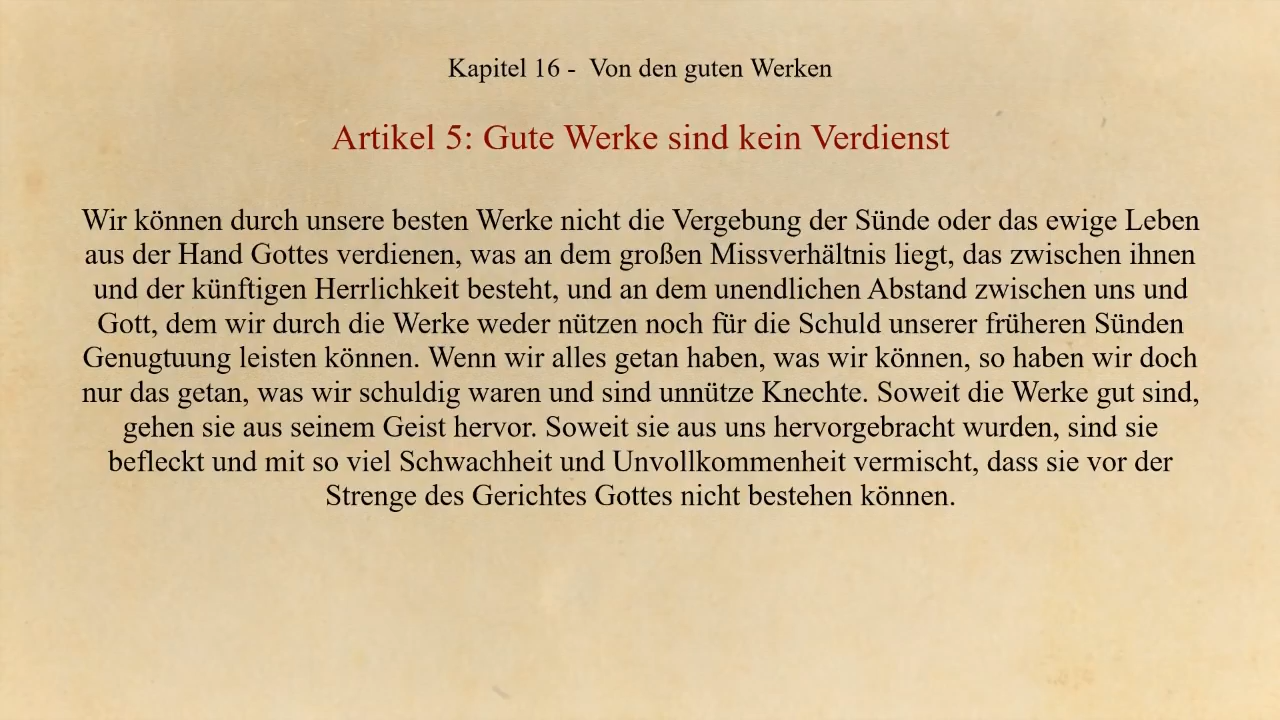 Kapitel 16 -  Von den guten Werken
Artikel 5: Gute Werke sind kein Verdienst
Wir können durch unsere besten Werke nicht die Vergebung der Sünde oder das ewige Leben
aus der Hand Gottes verdienen, was an dem großen Missverhältnis liegt, das zwischen ihnen
und der künftigen Herrlichkeit besteht, und an dem unendlichen Abstand zwischen uns und
Gott, dem wir durch die Werke weder nützen noch für die Schuld unserer früheren Sünden
Genugtuung leisten können. Wenn wir alles getan haben, was wir können, so haben wir doch
nur das getan, was wir schuldig waren und sind unnütze Knechte. Soweit die Werke gut sind,
gehen sie aus seinem Geist hervor. Soweit sie aus uns hervorgebracht wurden, sind sie
befleckt und mit so viel Schwachheit und Unvollkommenheit vermischt, dass sie vor der
Strenge des Gerichtes Gottes nicht bestehen können.